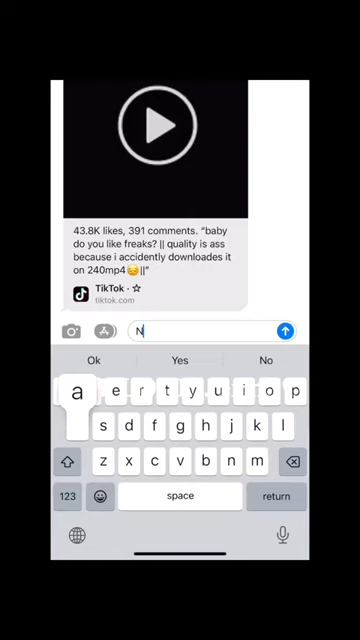 43.8K likes, 391 comments. “baby
do you like freaks? || quality is ass
because i accidently downloades it
on 240mp4😔||”
TikTok · ☆
tiktok.com
N
Ok Yes No
a e r t y u i o p
s d f g h j k l
z x c v b n m
123 space return